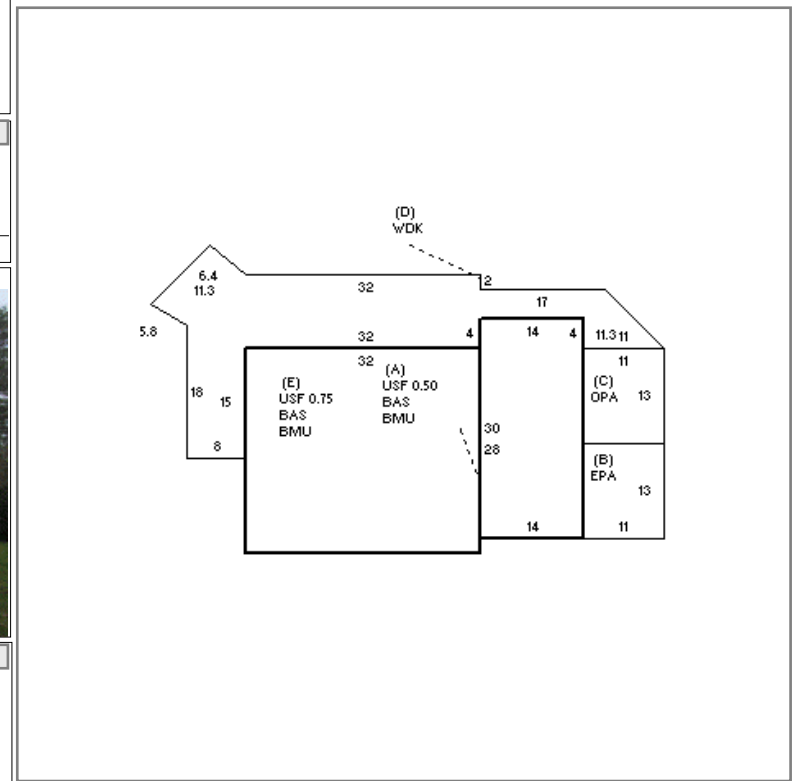 (D)
WDK
6.4
11.3
32
2
17
5.8
32
4
14
4
11.3
11
32
11
(E)
USF 0.75
BAS
BMU
(A)
USF 0.50
BAS
BMU
(C)
OPA
13
18
15
30
28
8
(B)
EPA
13
14
11